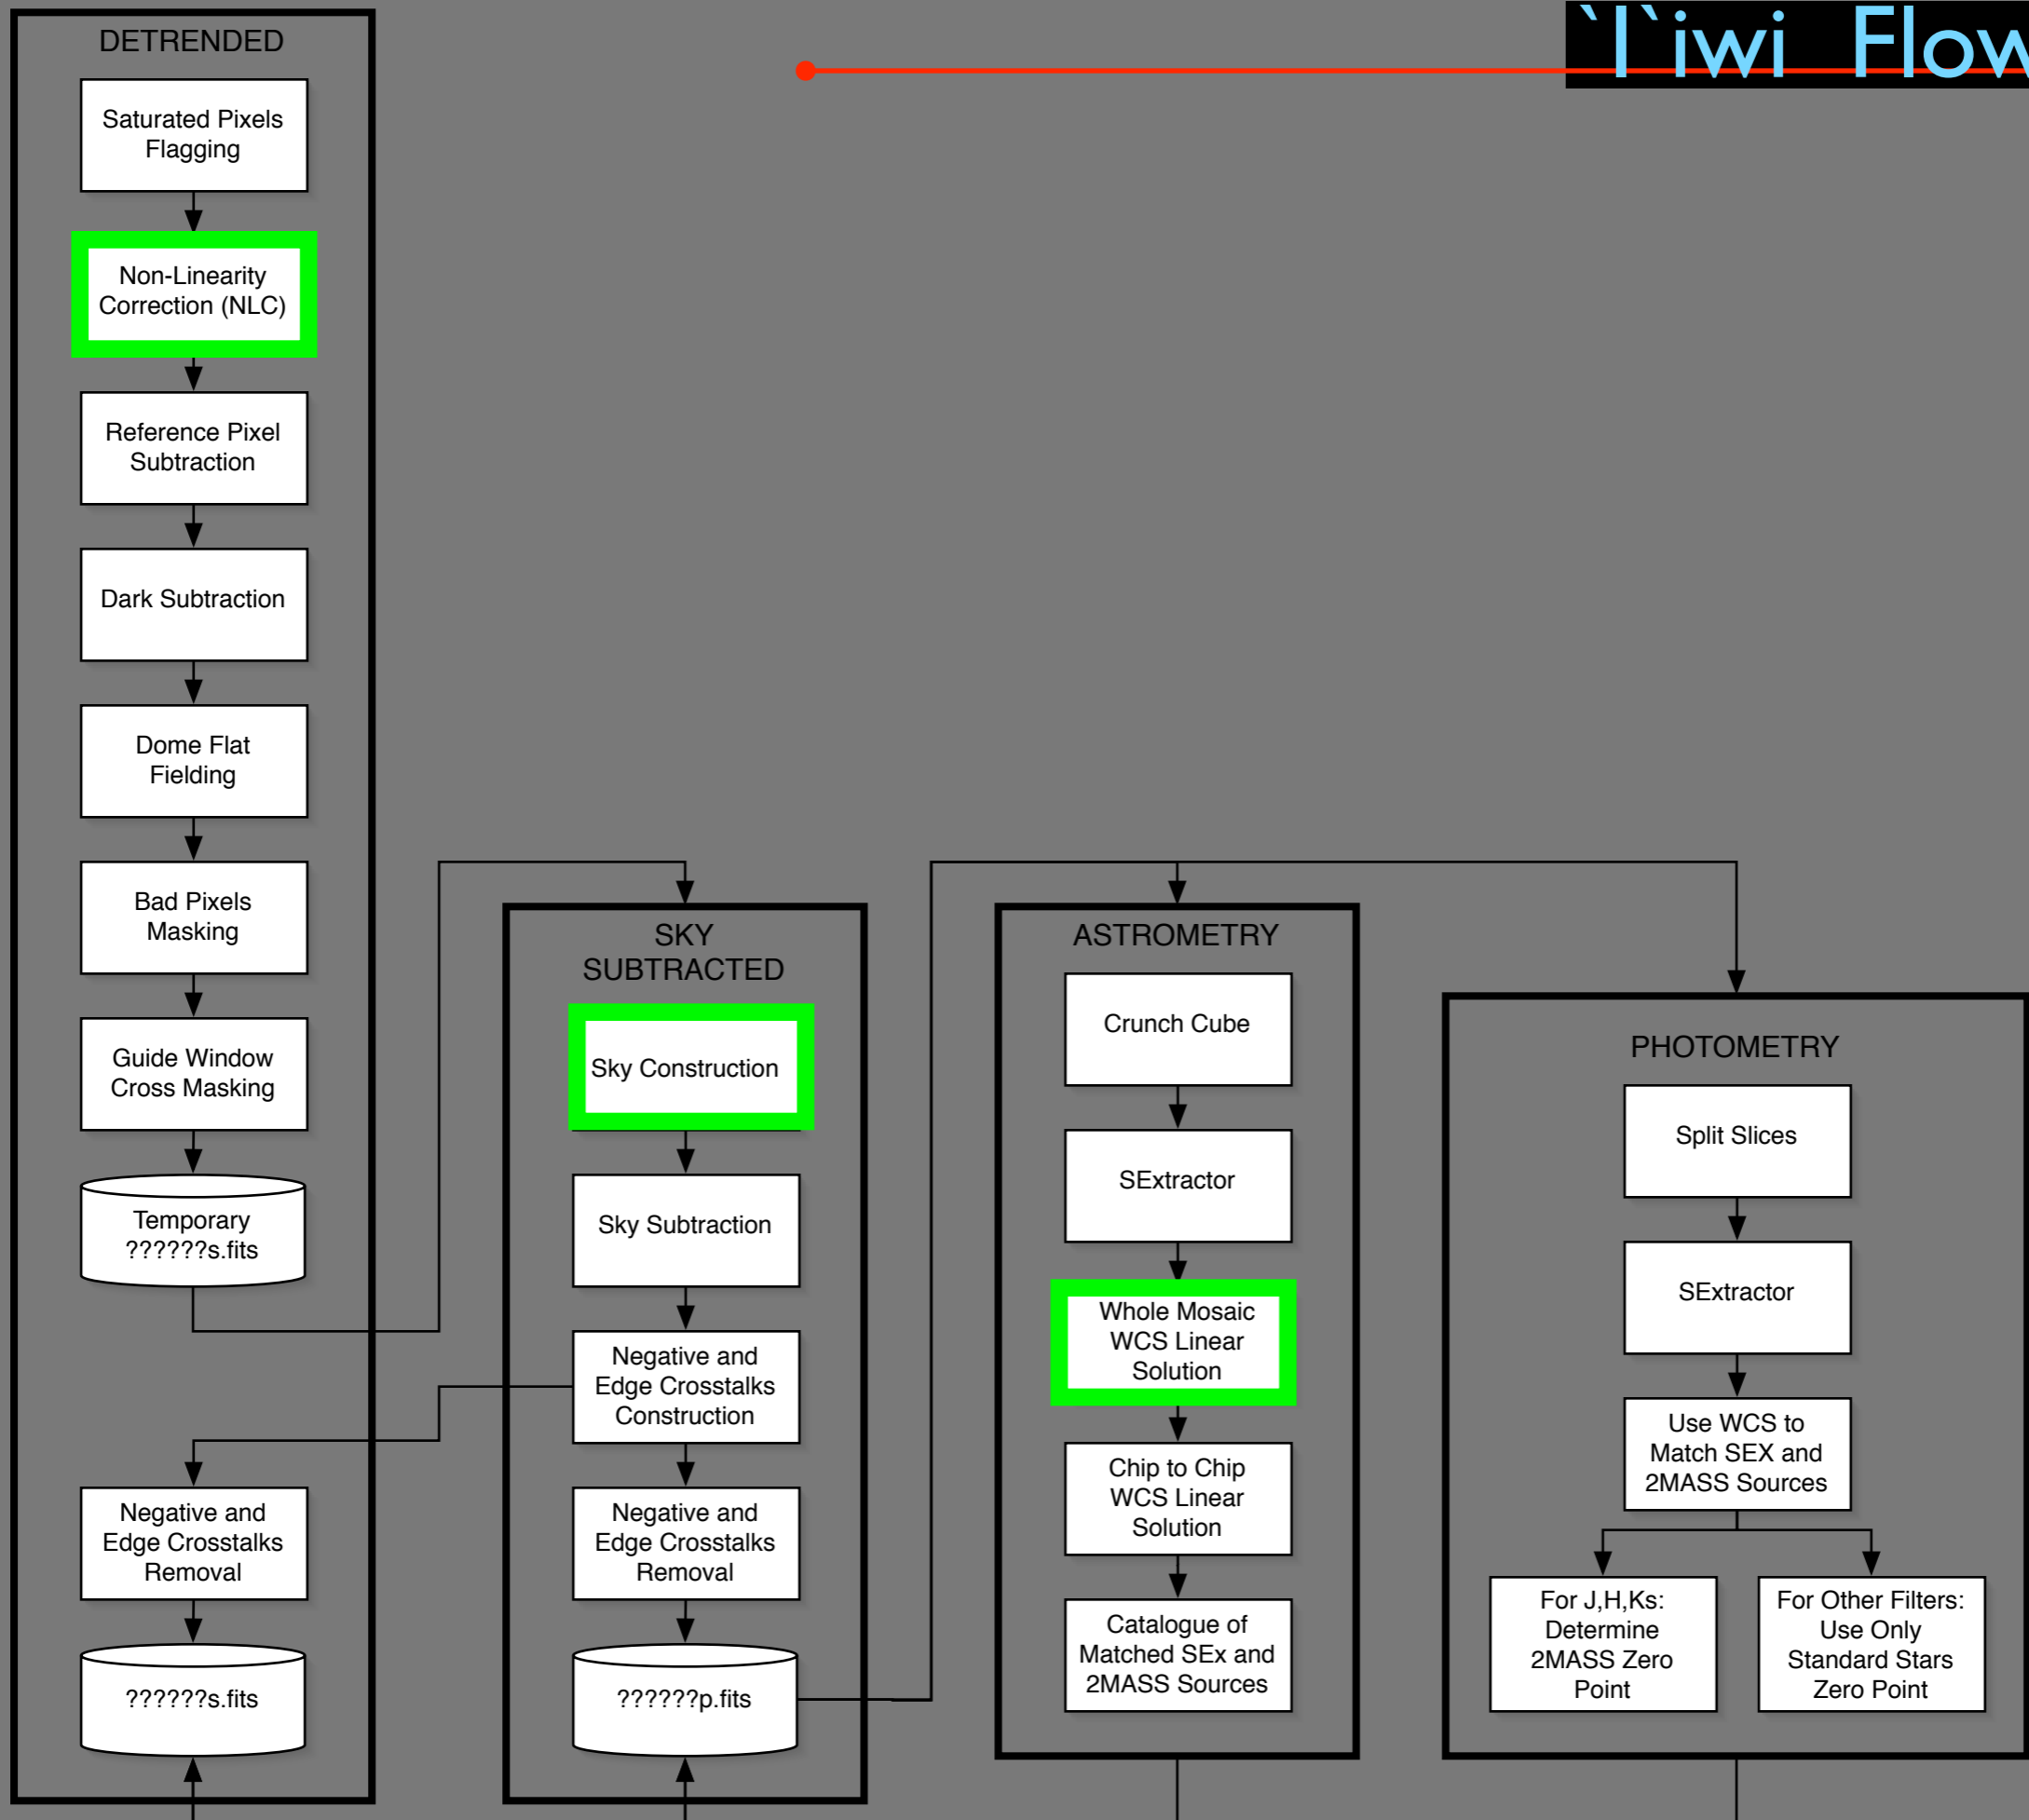 `I`iwi Flow
DETRENDED
Saturated Pixels
Flagging
Non-Linearity
Correction (NLC)
Reference Pixel
Subtraction
Dark Subtraction
Dome Flat
Fielding
Bad Pixels
Masking
Guide Window
Cross Masking
Temporary
??????s.fits
Negative and
Edge Crosstalks
Removal
??????s.fits
SKY
SUBTRACTED
Sky Construction
Sky Subtraction
Negative and
Edge Crosstalks
Construction
Negative and
Edge Crosstalks
Removal
??????p.fits
ASTROMETRY
Crunch Cube
SExtractor
Whole Mosaic
WCS Linear
Solution
Chip to Chip
WCS Linear
Solution
Catalogue of
Matched SEx and
2MASS Sources
PHOTOMETRY
Split Slices
SExtractor
Use WCS to
Match SEX and
2MASS Sources
For J,H,Ks:
Determine
2MASS Zero
Point
For Other Filters:
Use Only
Standard Stars
Zero Point